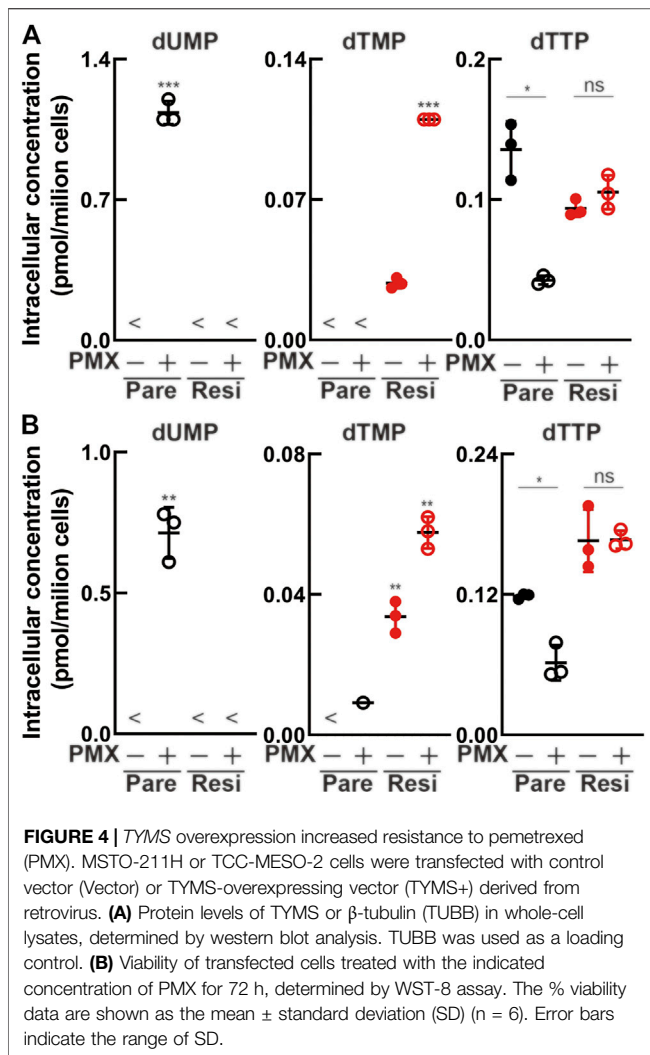 A
dUMP dTMP dTTP
Intracellular concentration
(pmol/milion cells)
1.4 0.14 0.2
*** *** * ns
0.7 0.07 0.1
0.0 < < < 0.00 < < 0.0
PMX − + − + PMX − + − + PMX − + − +
Pare Resi Pare Resi Pare Resi
B
dUMP dTMP dTTP
Intracellular concentration
(pmol/milion cells)
1.0 0.08 0.24
** ** ** * ns
0.5 0.04 0.12
0.0 < < < 0.00 < 0.00
PMX − + − + PMX − + − + PMX − + − +
Pare Resi Pare Resi Pare Resi
FIGURE 4 | TYMS overexpression increased resistance to pemetrexed
(PMX). MSTO-211H or TCC-MESO-2 cells were transfected with control
vector (Vector) or TYMS-overexpressing vector (TYMS+) derived from
retrovirus. (A) Protein levels of TYMS or β-tubulin (TUBB) in whole-cell
lysates, determined by western blot analysis. TUBB was used as a loading
control. (B) Viability of transfected cells treated with the indicated
concentration of PMX for 72 h, determined by WST-8 assay. The % viability
data are shown as the mean ± standard deviation (SD) (n = 6). Error bars
indicate the range of SD.